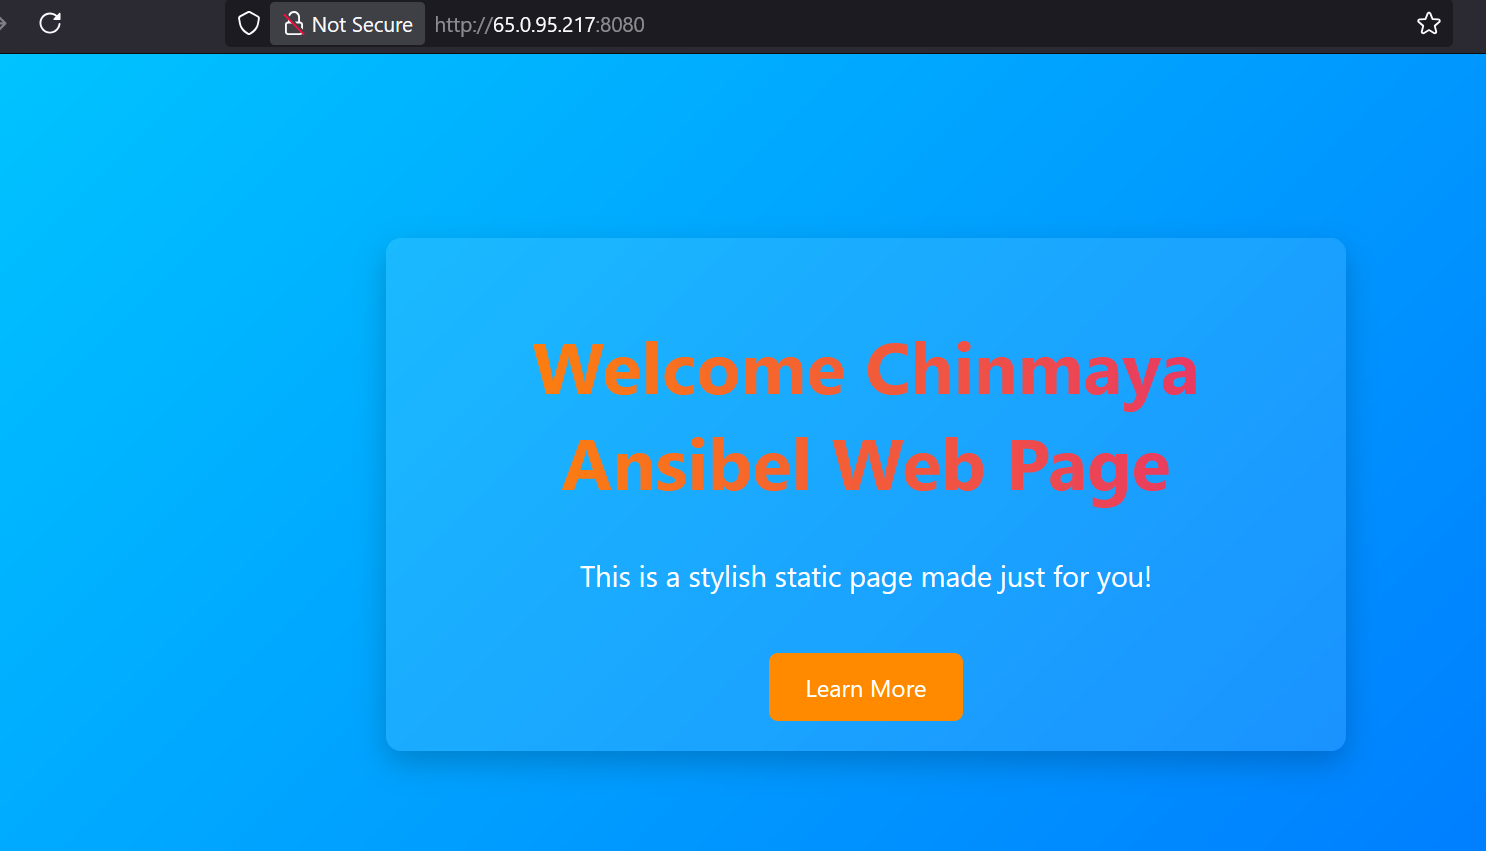 Not Secure http://65.0.95.217:8080
Welcome Chinmaya
Ansibel Web Page
This is a stylish static page made just for you!
Learn More